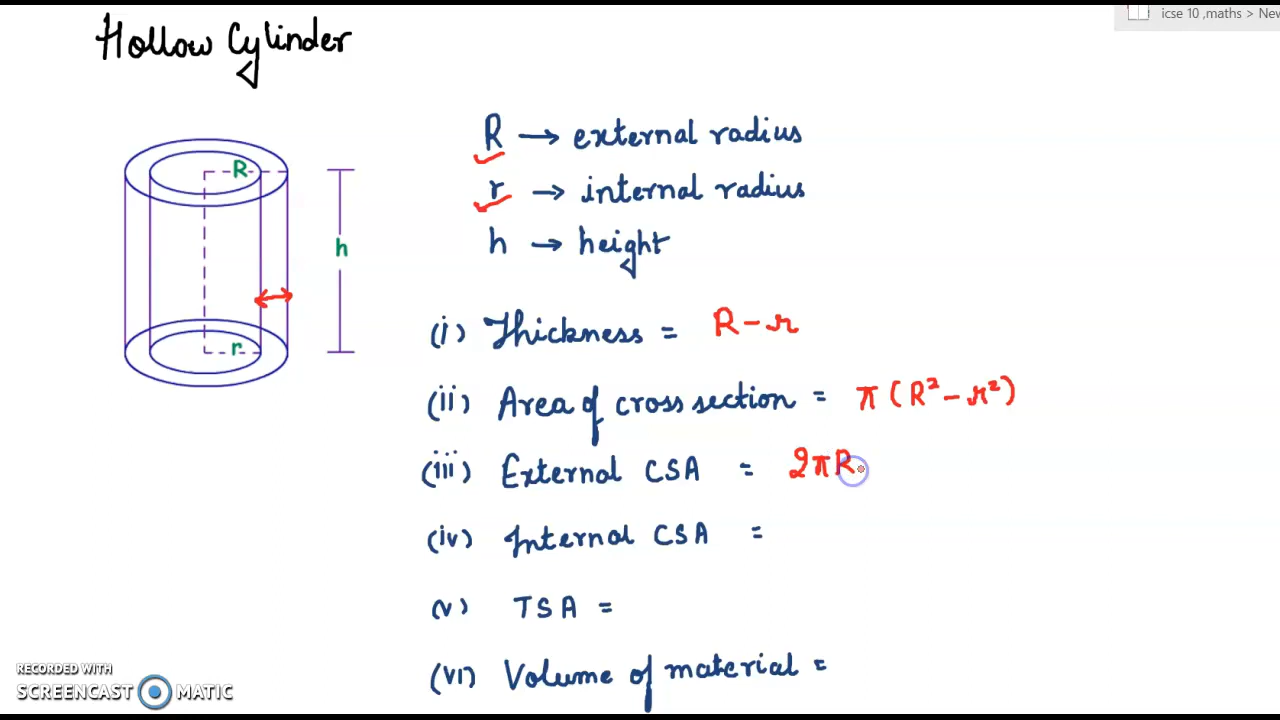 icse 10 ,maths > New
Hollow Cylinder
R → external radius
r → internal radius
h → height
R
h
r
(i) Thickness = R - r
(ii) Area of cross section = π (R² - r²)
(iii) External CSA = 2πR
(iv) Internal CSA =
(v) TSA =
(vi) Volume of material =
RECORDED WITH
SCREENCAST MATIC